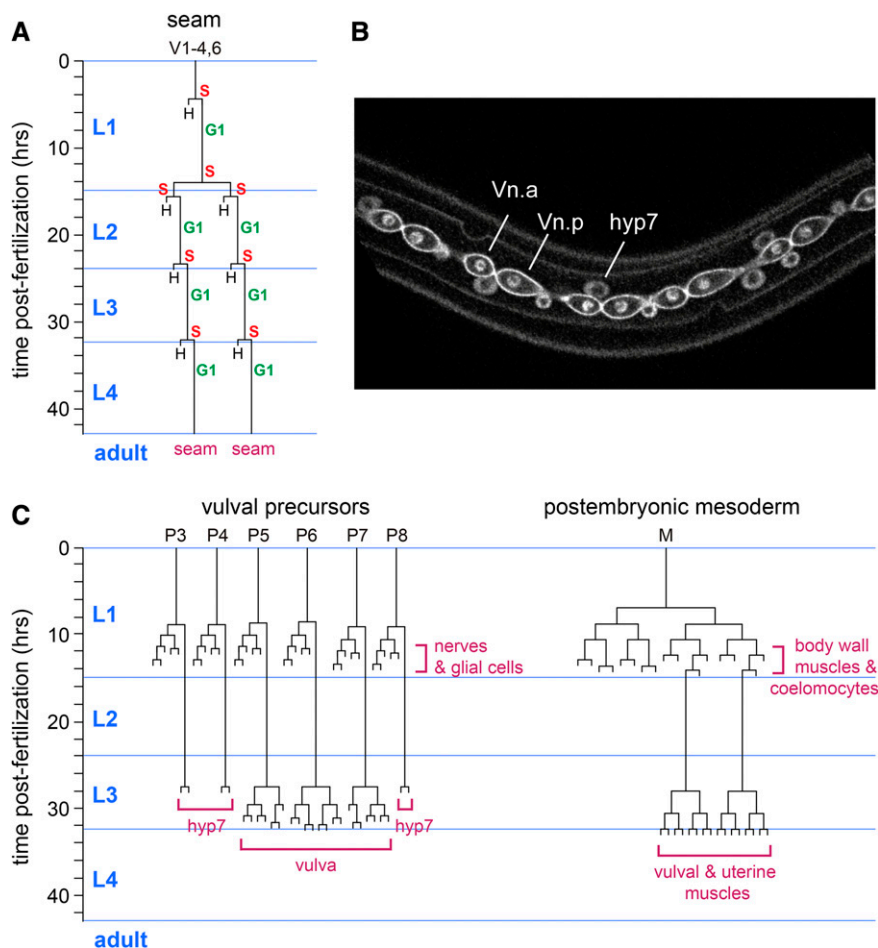 A
seam
V1-4,6
time post-fertilization (hrs)
0
10
20
30
40
L1
L2
L3
L4
adult
S
H
G1
S
S
S
H
H
G1
G1
S
S
H
H
G1
G1
S
S
H
H
G1
G1
seam
seam
B
Vn.a
Vn.p
hyp7
C
vulval precursors
postembryonic mesoderm
P3
P4
P5
P6
P7
P8
M
time post-fertilization (hrs)
0
10
20
30
40
L1
L2
L3
L4
adult
nerves
& glial cells
body wall
muscles &
coelomocytes
hyp7
hyp7
vulva
vulval & uterine
muscles